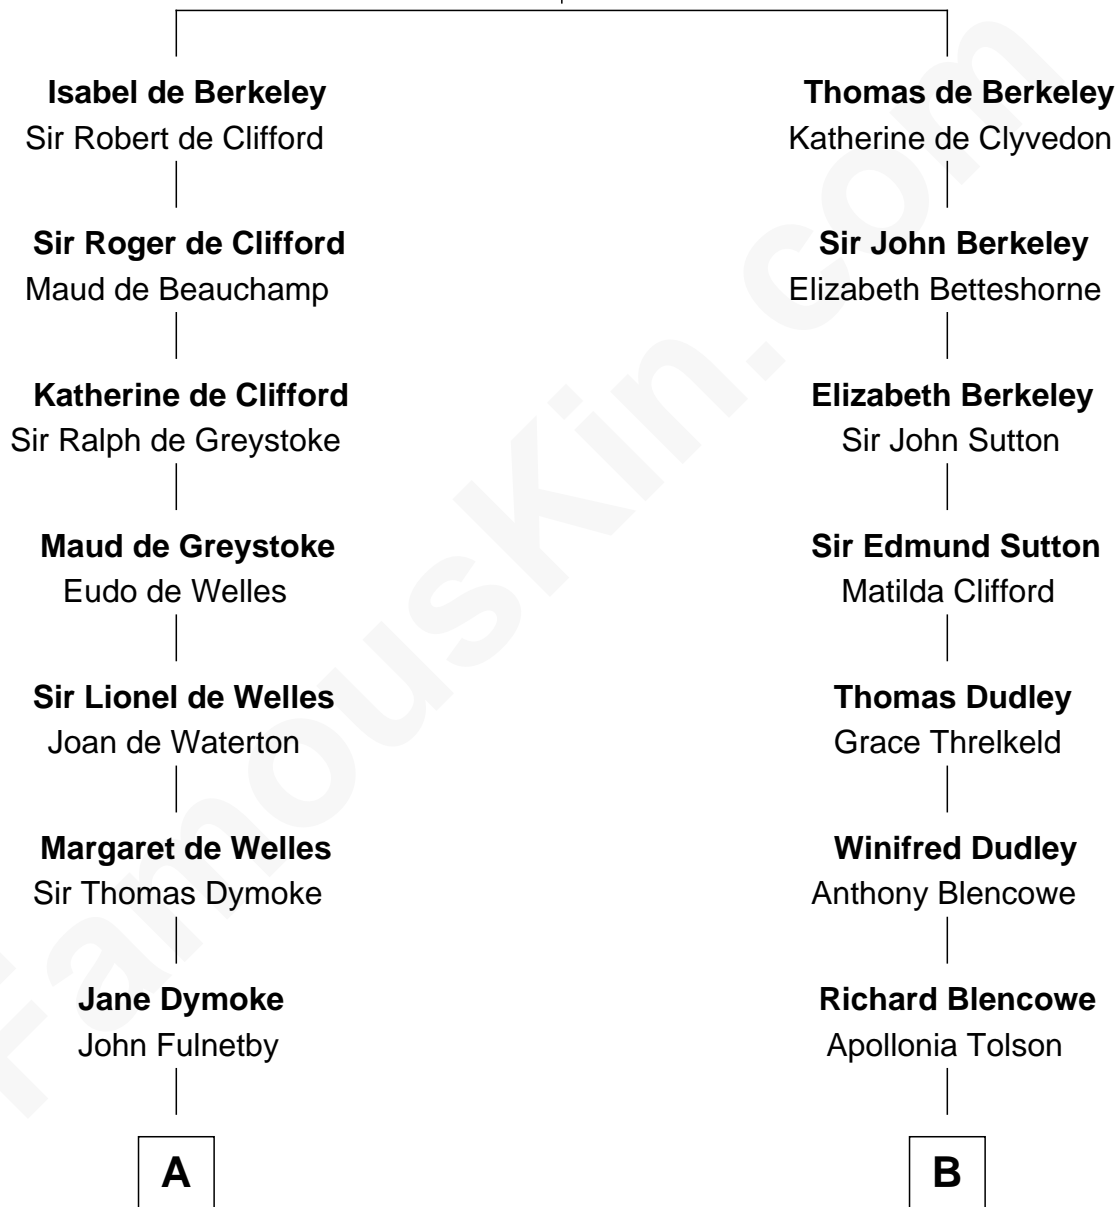 Isabel de Berkeley
Sir Robert de Clifford
Sir Roger de Clifford
Maud de Beauchamp
Katherine de Clifford
Sir Ralph de Greystoke
Maud de Greystoke
Eudo de Welles
Sir Lionel de Welles
Joan de Waterton
Margaret de Welles
Sir Thomas Dymoke
Jane Dymoke
John Fulnetby
A
Thomas de Berkeley
Katherine de Clyvedon
Sir John Berkeley
Elizabeth Betteshorne
Elizabeth Berkeley
Sir John Sutton
Sir Edmund Sutton
Matilda Clifford
Thomas Dudley
Grace Threlkeld
Winifred Dudley
Anthony Blencowe
Richard Blencowe
Apollonia Tolson
B
FamousKin.com